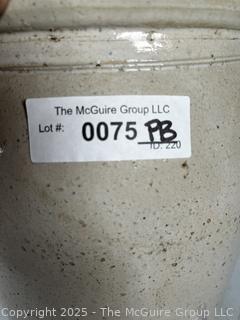 The McGuire Group LLC
Lot #: 0075 PB
ID: 220
Copyright 2025 - The McGuire Group LLC